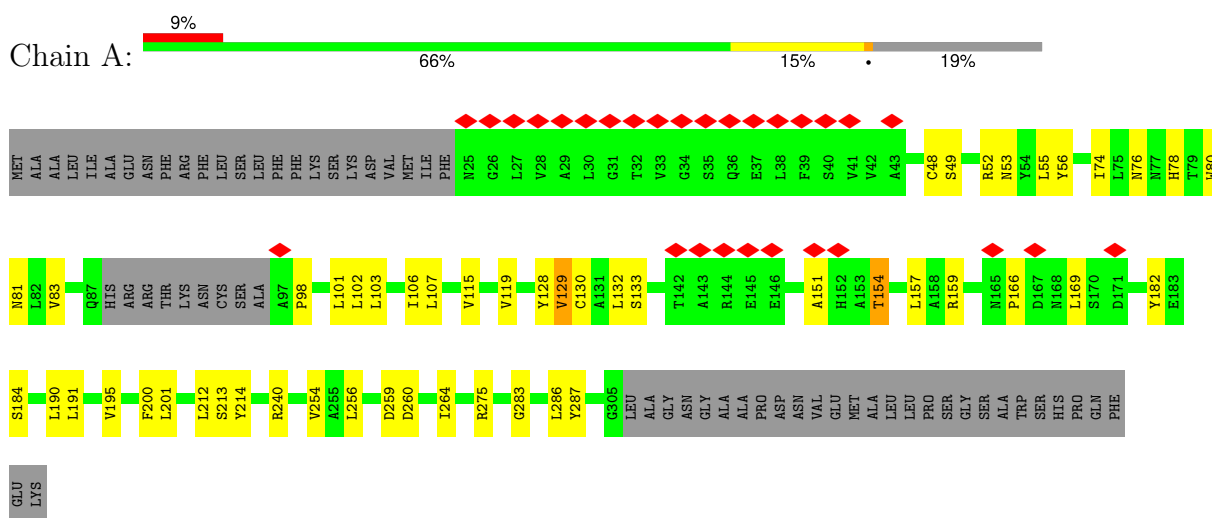 9%
Chain A:
66% 15% • 19%
MET ALA ALA LEU ILE ALA GLU ASN PHE ARG PHE LEU SER LEU PHE PHE LYS SER LYS ASP VAL MET ILE PHE N25 G26 L27 V28 A29 L30 G31 T32 V33 G34 S35 Q36 E37 L38 F39 S40 V41 V42 A43 C48 S49 R52 N53 Y54 L55 Y56 I74 L75 N76 N77 H78 T79 W80
N81 L82 V83 Q87 HIS ARG ARG THR LYS ASN CYS SER ALA A97 P98 L101 L102 L103 I106 L107 V115 V119 Y128 V129 C130 A131 L132 S133 T142 A143 R144 E145 E146 A151 H152 A153 T154 L157 A158 R159 N165 P166 D167 N168 L169 S170 D171 Y182 E183
S184 L190 L191 V195 F200 L201 L212 S213 Y214 R240 V254 A255 L256 D259 D260 I264 R275 G283 L286 Y287 G305 LEU ALA GLY ASN GLY ALA ALA PRO ASP ASN VAL GLU MET ALA LEU LEU PRO SER GLY SER ALA TRP SER HIS PRO GLN PHE
GLU LYS